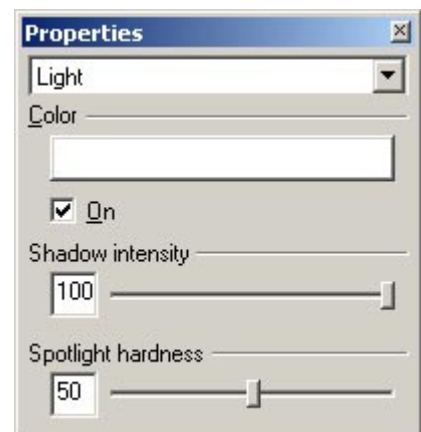 Properties
Light
Color
On
Shadow intensity
100
Spotlight hardness
50